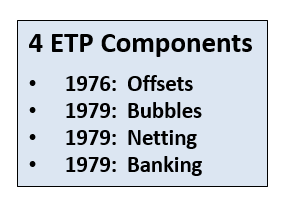 4 ETP Components
• 1976: Offsets
• 1979: Bubbles
• 1979: Netting
• 1979: Banking